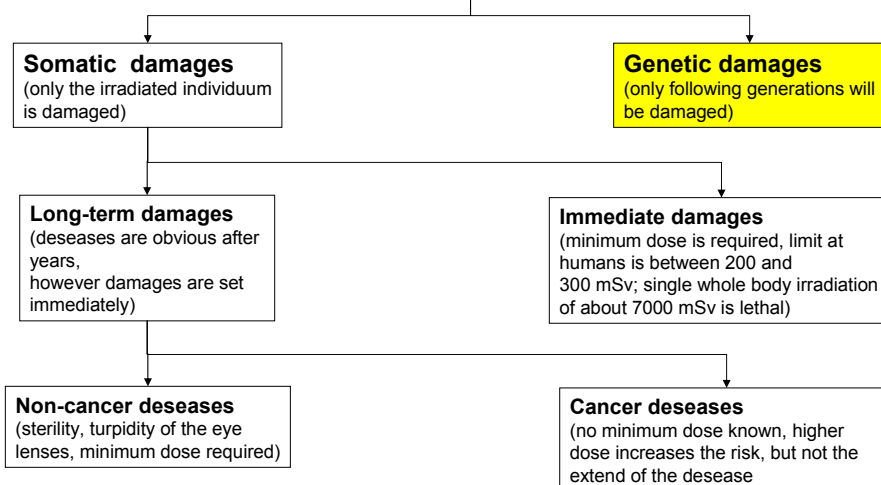 Somatic damages
(only the irradiated individuum
is damaged)
Genetic damages
(only following generations will
be damaged)
Long-term damages
(deseases are obvious after
years,
however damages are set
immediately)
Immediate damages
(minimum dose is required, limit at
humans is between 200 and
300 mSv; single whole body irradiation
of about 7000 mSv is lethal)
Non-cancer deseases
(sterility, turpidity of the eye
lenses, minimum dose required)
Cancer deseases
(no minimum dose known, higher
dose increases the risk, but not the
extend of the desease